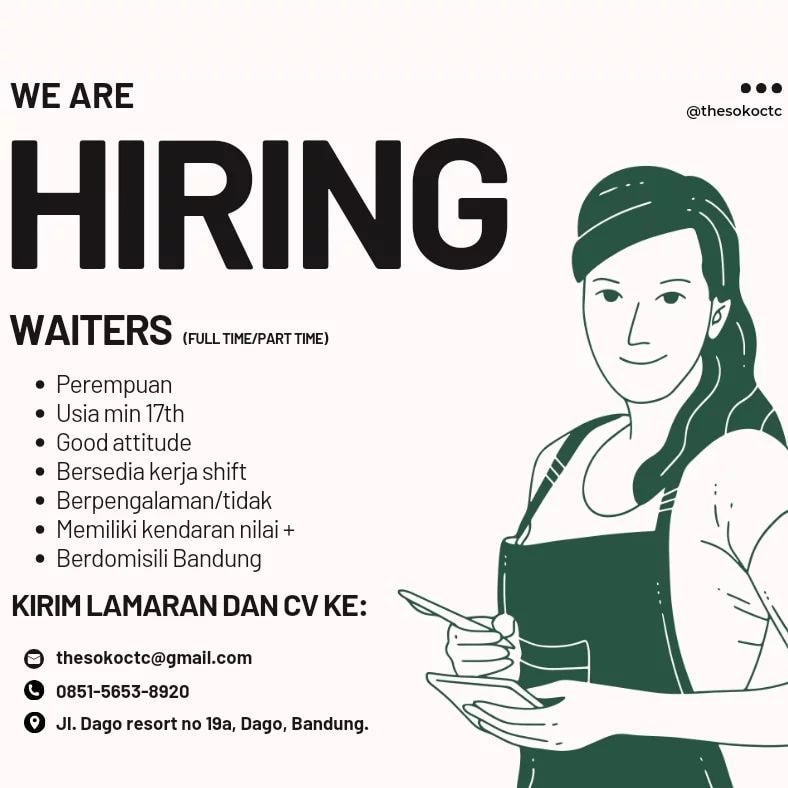 WE ARE
@thesokoctc
HIRING
WAITERS (FULL TIME/PART TIME)
• Perempuan
• Usia min 17th
• Good attitude
• Bersedia kerja shift
• Berpengalaman/tidak
• Memiliki kendaran nilai +
• Berdomisili Bandung
KIRIM LAMARAN DAN CV KE:
thesokoctc@gmail.com
0851-5653-8920
Jl. Dago resort no 19a, Dago, Bandung.